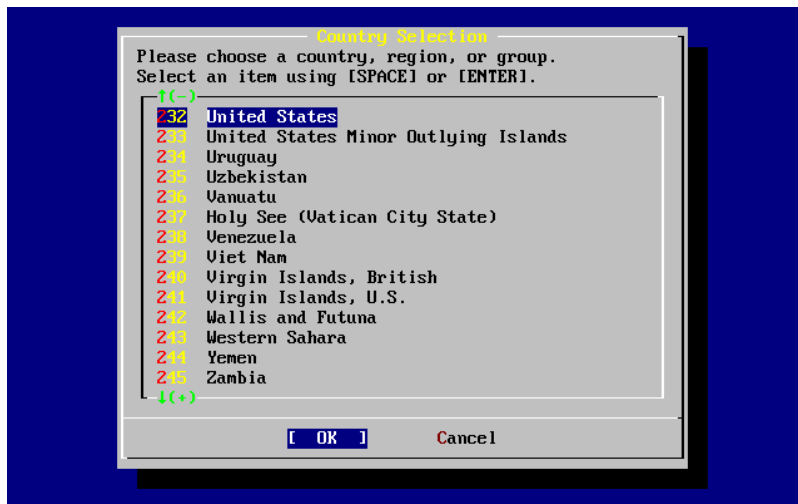 Country Selection
Please choose a country, region, or group.
Select an item using [SPACE] or [ENTER].
↑(-)
232 United States
233 United States Minor Outlying Islands
234 Uruguay
235 Uzbekistan
236 Vanuatu
237 Holy See (Vatican City State)
238 Venezuela
239 Viet Nam
240 Virgin Islands, British
241 Virgin Islands, U.S.
242 Wallis and Futuna
243 Western Sahara
244 Yemen
245 Zambia
↓(+)
[ OK ] Cancel